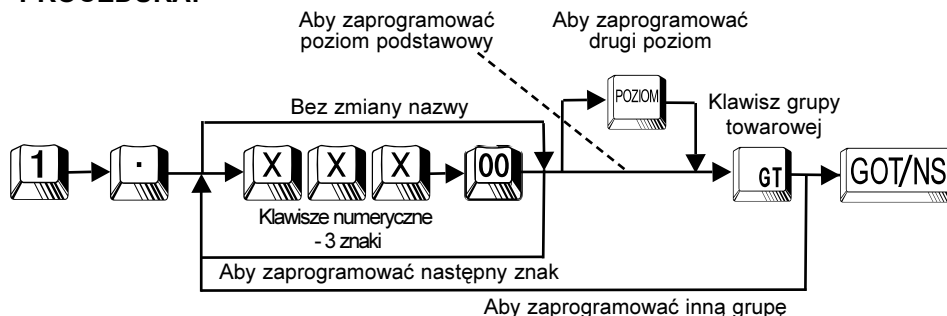 Aby zaprogramować
poziom podstawowy
Aby zaprogramować
drugi poziom
Bez zmiany nazwy
POZIOM
Klawisz grupy
towarowej
1 . X X X 00 GT GOT/NS
Klawisze numeryczne
- 3 znaki
Aby zaprogramować następny znak
Aby zaprogramować inną grupę